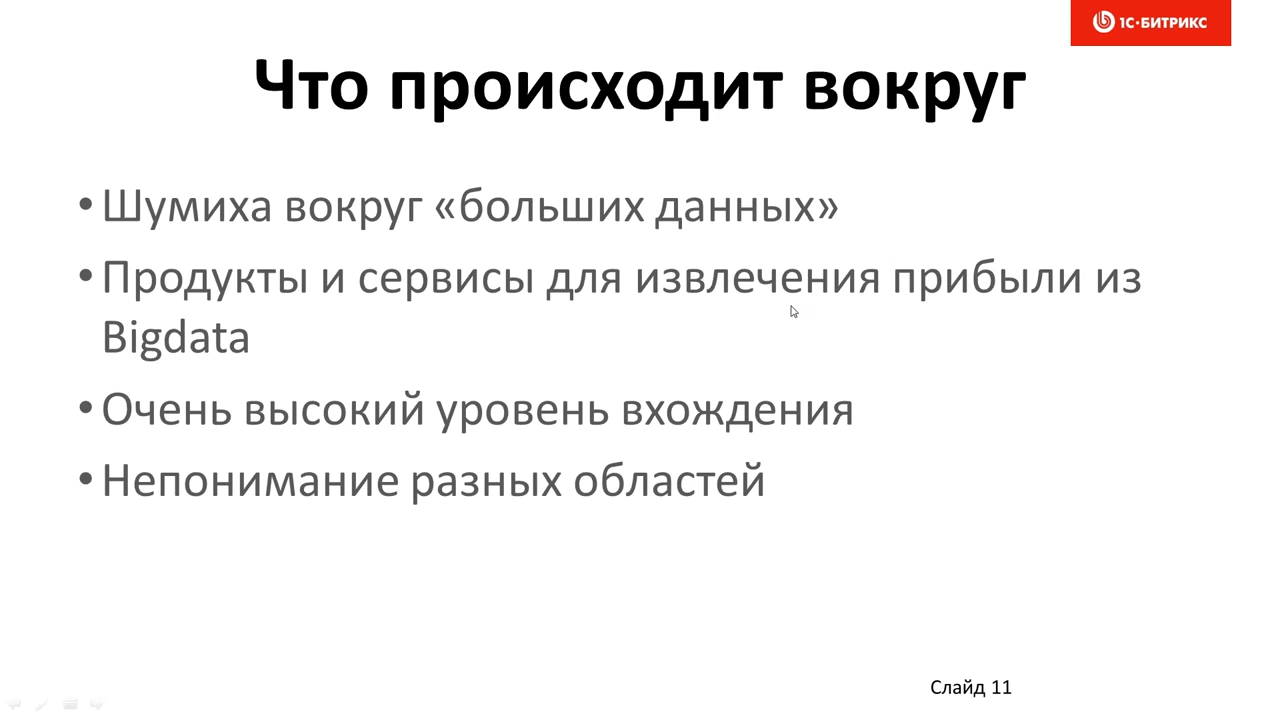 1С·БИТРИКС
Что происходит вокруг
• Шумиха вокруг «больших данных»
• Продукты и сервисы для извлечения прибыли из
Bigdata
• Очень высокий уровень вхождения
• Непонимание разных областей
Слайд 11